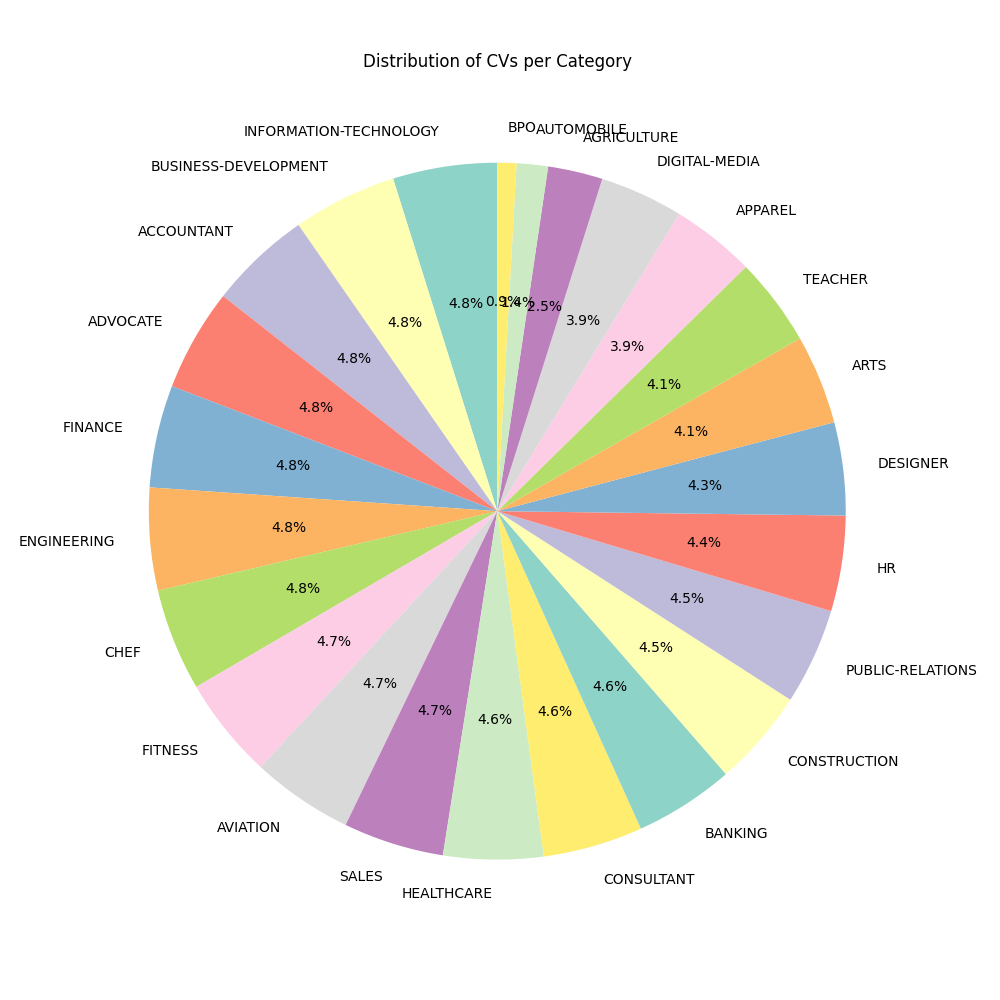 Distribution of CVs per Category
INFORMATION-TECHNOLOGY
4.8%
BUSINESS-DEVELOPMENT
4.8%
ACCOUNTANT
4.8%
ADVOCATE
4.8%
FINANCE
4.8%
ENGINEERING
4.8%
CHEF
4.8%
FITNESS
4.7%
AVIATION
4.7%
SALES
4.7%
HEALTHCARE
4.6%
CONSULTANT
4.6%
BANKING
4.6%
CONSTRUCTION
4.5%
PUBLIC-RELATIONS
4.5%
HR
4.4%
DESIGNER
4.3%
ARTS
4.1%
TEACHER
4.1%
APPAREL
3.9%
DIGITAL-MEDIA
3.9%
AGRICULTURE
2.5%
AUTOMOBILE
1.4%
BPO
0.9%